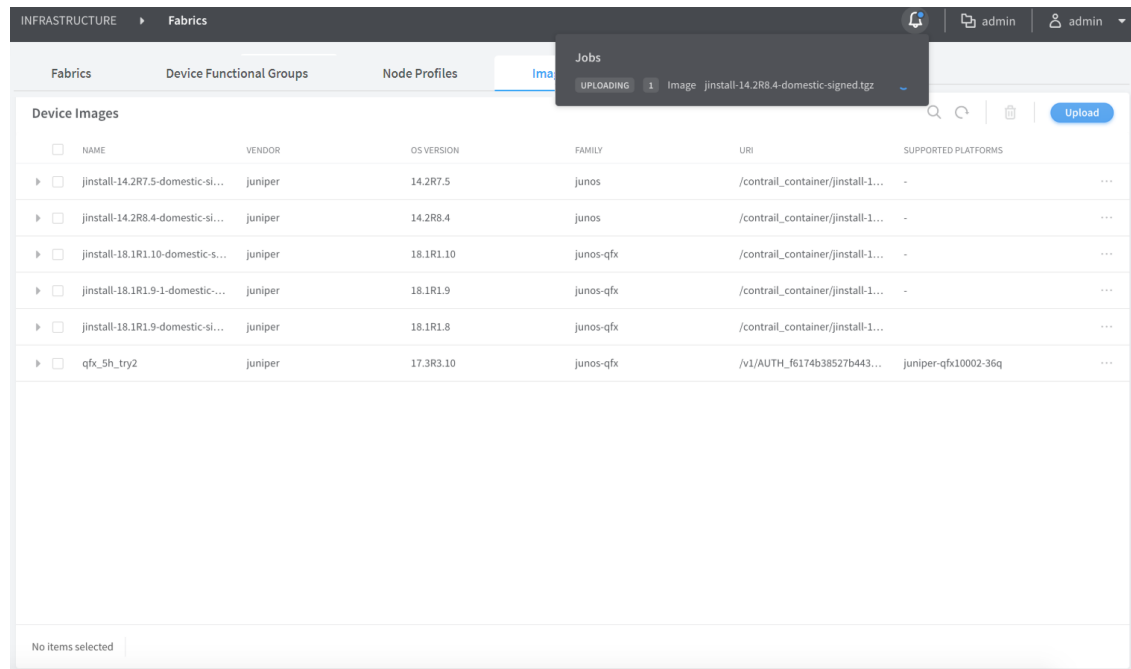 INFRASTRUCTURE Fabrics admin admin
Jobs
UPLOADING 1 Image jinstall-14.2R8.4-domestic-signed.tgz
Fabrics Device Functional Groups Node Profiles Ima
Device Images Upload
NAME VENDOR OS VERSION FAMILY URI SUPPORTED PLATFORMS
jinstall-14.2R7.5-domestic-si... juniper 14.2R7.5 junos /contrail_container/jinstall-1... - ...
jinstall-14.2R8.4-domestic-si... juniper 14.2R8.4 junos /contrail_container/jinstall-1... - ...
jinstall-18.1R1.10-domestic-s... juniper 18.1R1.10 junos-qfx /contrail_container/jinstall-1... - ...
jinstall-18.1R1.9-1-domestic-... juniper 18.1R1.9 junos-qfx /contrail_container/jinstall-1... - ...
jinstall-18.1R1.9-domestic-si... juniper 18.1R1.8 junos-qfx /contrail_container/jinstall-1... ...
qfx_5h_try2 juniper 17.3R3.10 junos-qfx /v1/AUTH_f6174b38527b443... juniper-qfx10002-36q ...
No items selected